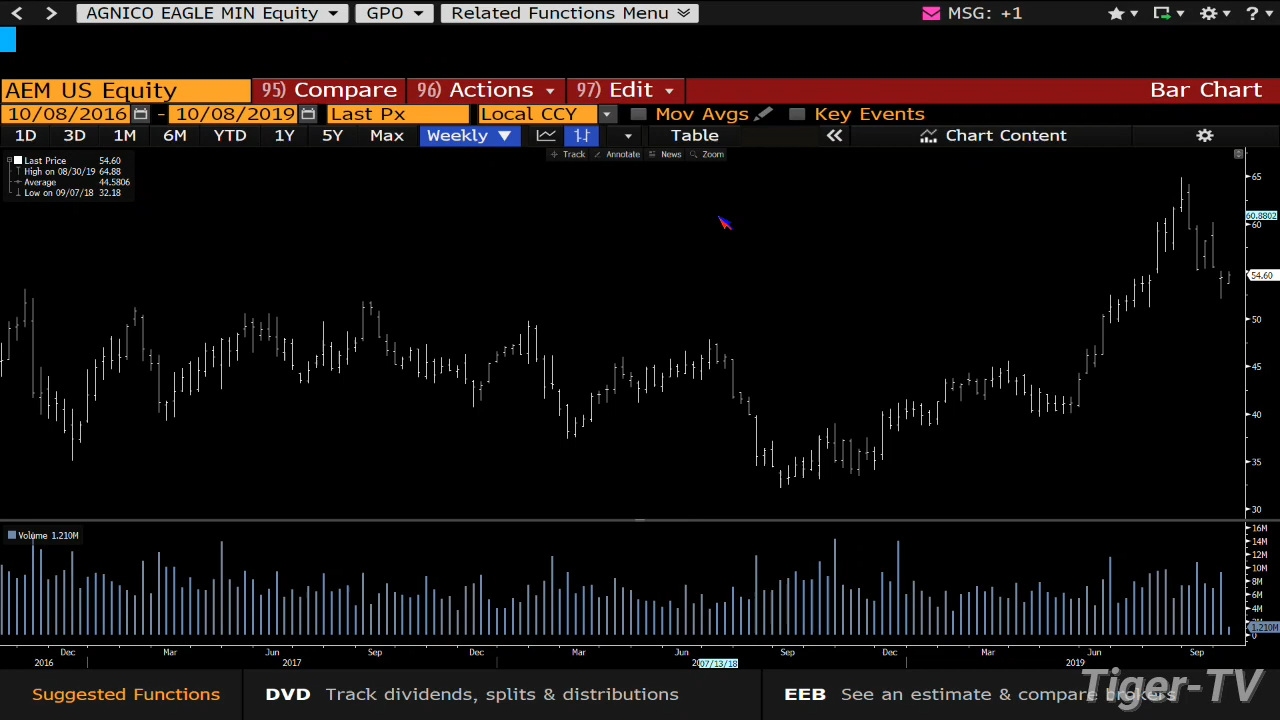 AGNICO EAGLE MIN Equity GPO Related Functions Menu MSG: +1
AEM US Equity 95) Compare 96) Actions 97) Edit Bar Chart
10/08/2016 - 10/08/2019 Last Px Local CCY Mov Avgs Key Events
1D 3D 1M 6M YTD 1Y 5Y Max Weekly Table Chart Content
Track Annotate News Zoom
Last Price 54.60
High on 08/30/19 64.88
Average 44.5806
Low on 09/07/18 32.18
65
60.8802
60
54.60
50
45
40
35
30
Volume 1.210M
16M
14M
12M
10M
8M
6M
4M
2M
1.210M
0
Dec Mar Jun Sep Dec Mar Jun Sep Dec Mar Jun Sep
2016 2017 07/13/18 2019
Suggested Functions DVD Track dividends, splits & distributions EEB See an estimate & compare brokers
Tiger-TV